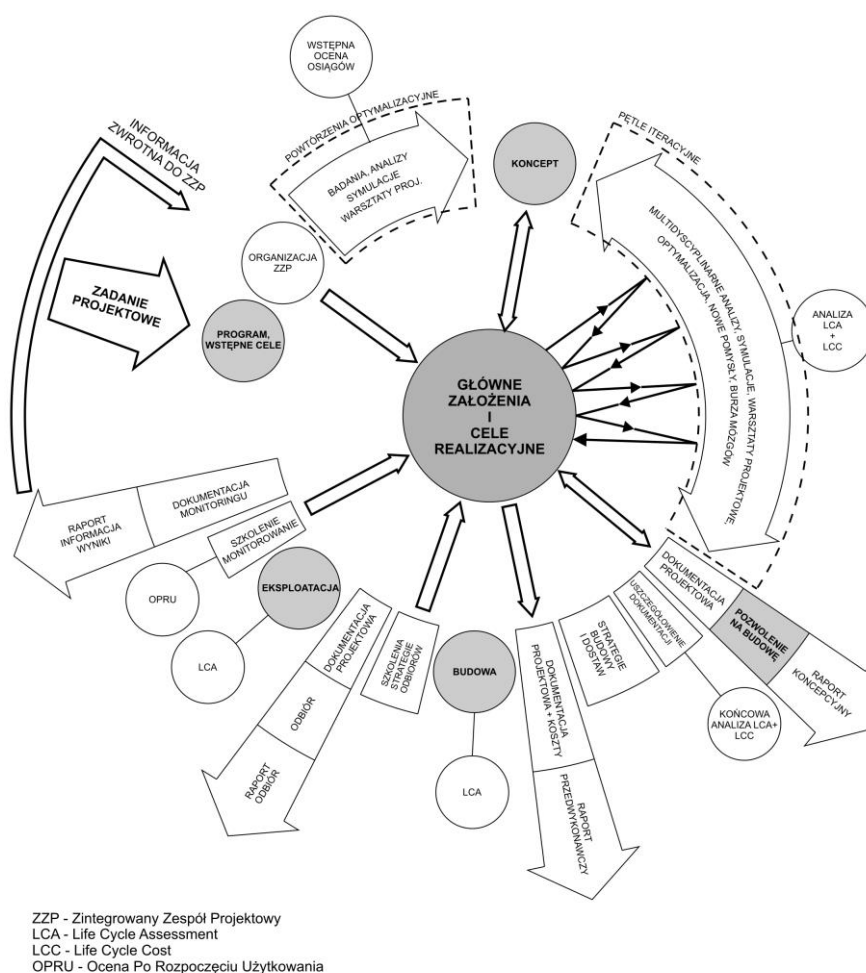 WSTĘPNA
OCENA
OSIĄGÓW
POWTÓRZENIA OPTYMALIZACYJNE
BADANIA, ANALIZY
SYMULACJE
WARSZTATY PROJ.
KONCEPT
PĘTLE ITERACYJNE
MULTIDYSCYPLINARNE ANALIZY, SYMULACJE, WARSZTATY PROJEKTOWE,
OPTYMALIZACJA, NOWE POMYSŁY, BURZA MÓZGÓW
ANALIZA
LCA
+
LCC
INFORMACJA
ZWROTNA DO ZZP
ORGANIZACJA
ZZP
ZADANIE
PROJEKTOWE
PROGRAM,
WSTĘPNE CELE
GŁÓWNE
ZAŁOŻENIA
I
CELE
REALIZACYJNE
DOKUMENTACJA
MONITORINGU
RAPORT
INFORMACJA
WYNIKI
SZKOLENIE
MONITOROWANIE
OPRU
EKSPLOATACJA
LCA
DOKUMENTACJA
PROJEKTOWA
ODBIÓR
RAPORT
ODBIÓR
SZKOLENIA
STRATEGIE
ODBIORÓW
BUDOWA
LCA
DOKUMENTACJA
PROJEKTOWA + KOSZTY
RAPORT
PRZEDWYKONAWCZY
STRATEGIE
BUDOWY
I DOSTAW
USZCZEGÓŁOWIENIE
DOKUMENTACJI
KOŃCOWA
ANALIZA LCA+
LCC
DOKUMENTACJA
PROJEKTOWA
POZWOLENIE
NA BUDOWĘ
RAPORT
KONCEPCYJNY
ZZP - Zintegrowany Zespół Projektowy
LCA - Life Cycle Assessment
LCC - Life Cycle Cost
OPRU - Ocena Po Rozpoczęciu Użytkowania